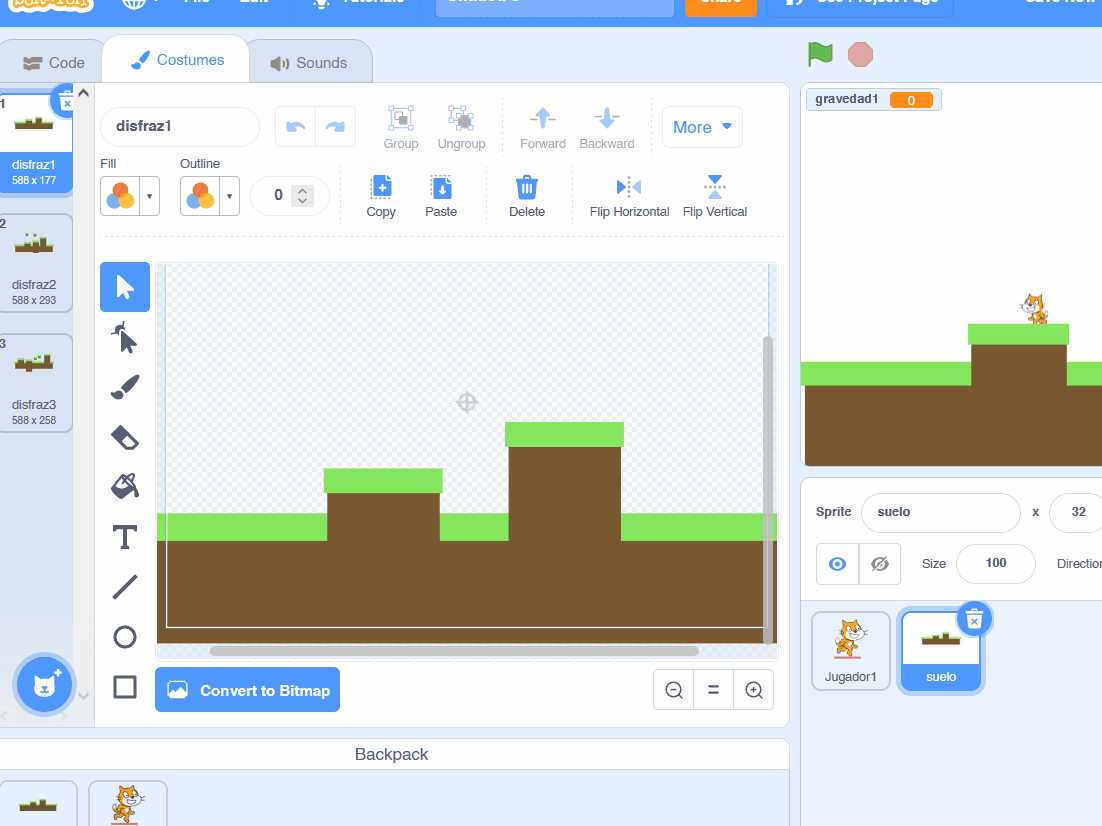 Code
Costumes
Sounds
gravedad1
0
1
disfraz1
588 x 177
2
disfraz2
588 x 293
3
disfraz3
588 x 258
disfraz1
Group
Ungroup
Forward
Backward
More
Fill
Outline
0
Copy
Paste
Delete
Flip Horizontal
Flip Vertical
T
Convert to Bitmap
Backpack
Sprite
suelo
x
32
Size
100
Jugador1
suelo